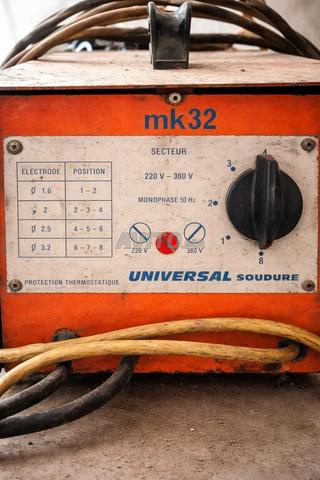 mk32
SECTEUR
ELECTRODE POSITION
220 V - 380 V
Ø 1.6 1 - 2
MONOPHASE 50 Hz
2 2 - 3 - 4
Ø 2.5 4 - 5 - 6
Ø 3.2 6 - 7 - 8
220 V 380 V
4
3
2
1
8
UNIVERSAL SOUDURE
PROTECTION THERMOSTATIQUE